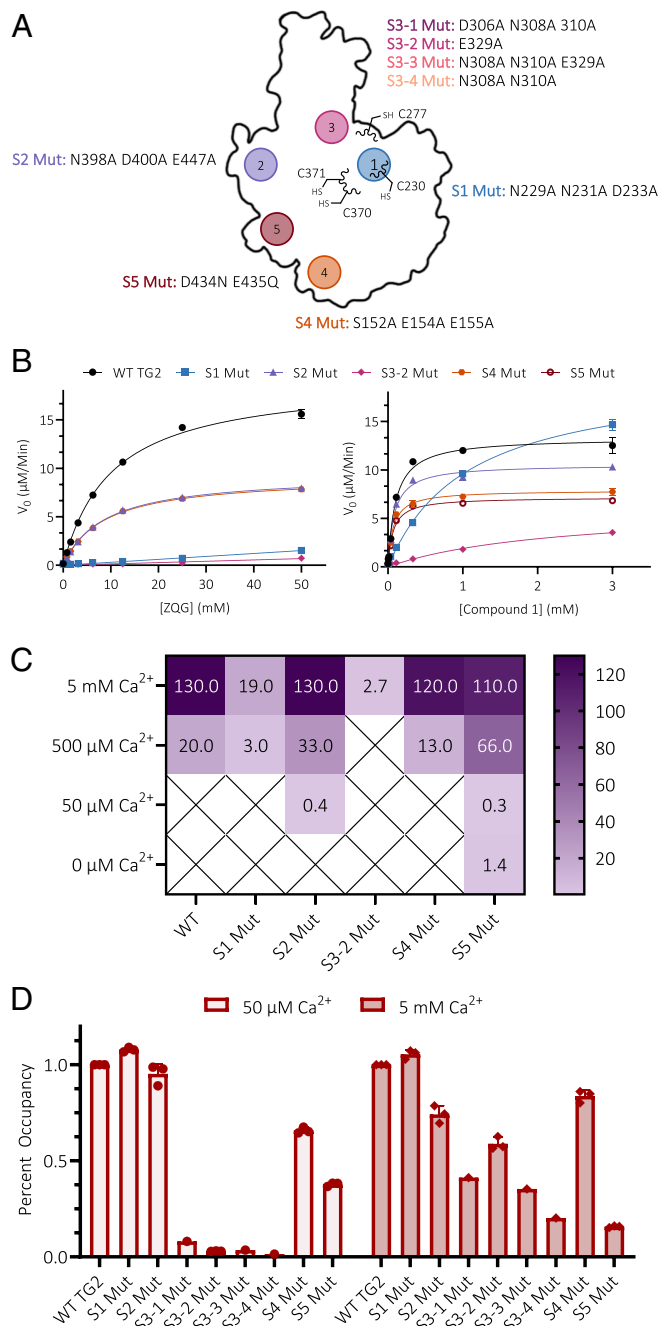 A
S3-1 Mut: D306A N308A 310A
S3-2 Mut: E329A
S3-3 Mut: N308A N310A E329A
S3-4 Mut: N308A N310A
SH C277
3
S2 Mut: N398A D400A E447A
2
1
C371
HS
C230
HS
HS
C370
S1 Mut: N229A N231A D233A
5
S5 Mut: D434N E435Q
4
S4 Mut: S152A E154A E155A
B
WT TG2 S1 Mut S2 Mut S3-2 Mut S4 Mut S5 Mut
V0 (µM/Min)
15
10
5
0
0 10 20 30 40 50
[ZQG] (mM)
V0 (µM/Min)
15
10
5
0
0 1 2 3
[Compound 1] (mM)
C
5 mM Ca2+ 130.0 19.0 130.0 2.7 120.0 110.0
500 µM Ca2+ 20.0 3.0 33.0 13.0 66.0
50 µM Ca2+ 0.4 0.3
0 µM Ca2+ 1.4
WT S1 Mut S2 Mut S3-2 Mut S4 Mut S5 Mut
120
100
80
60
40
20
D
50 µM Ca2+ 5 mM Ca2+
Percent Occupancy
1.0
0.5
0.0
WT TG2 S1 Mut S2 Mut S3-1 Mut S3-2 Mut S3-3 Mut S3-4 Mut S4 Mut S5 Mut WT TG2 S1 Mut S2 Mut S3-1 Mut S3-2 Mut S3-3 Mut S3-4 Mut S4 Mut S5 Mut